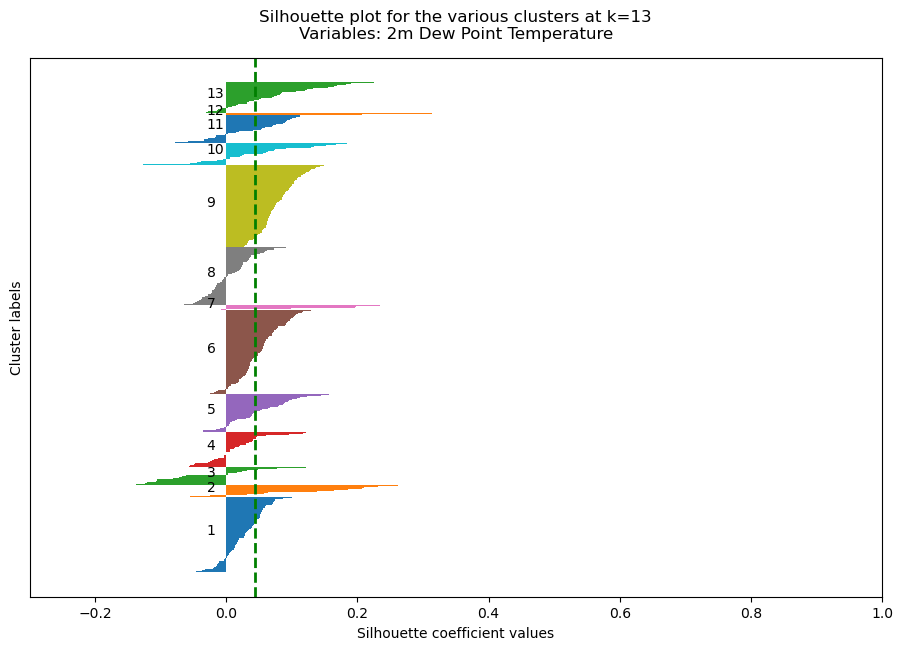 Silhouette plot for the various clusters at k=13
Variables: 2m Dew Point Temperature
13
12
11
10
9
8
7
6
5
4
3
2
1
Cluster labels
−0.2 0.0 0.2 0.4 0.6 0.8 1.0
Silhouette coefficient values